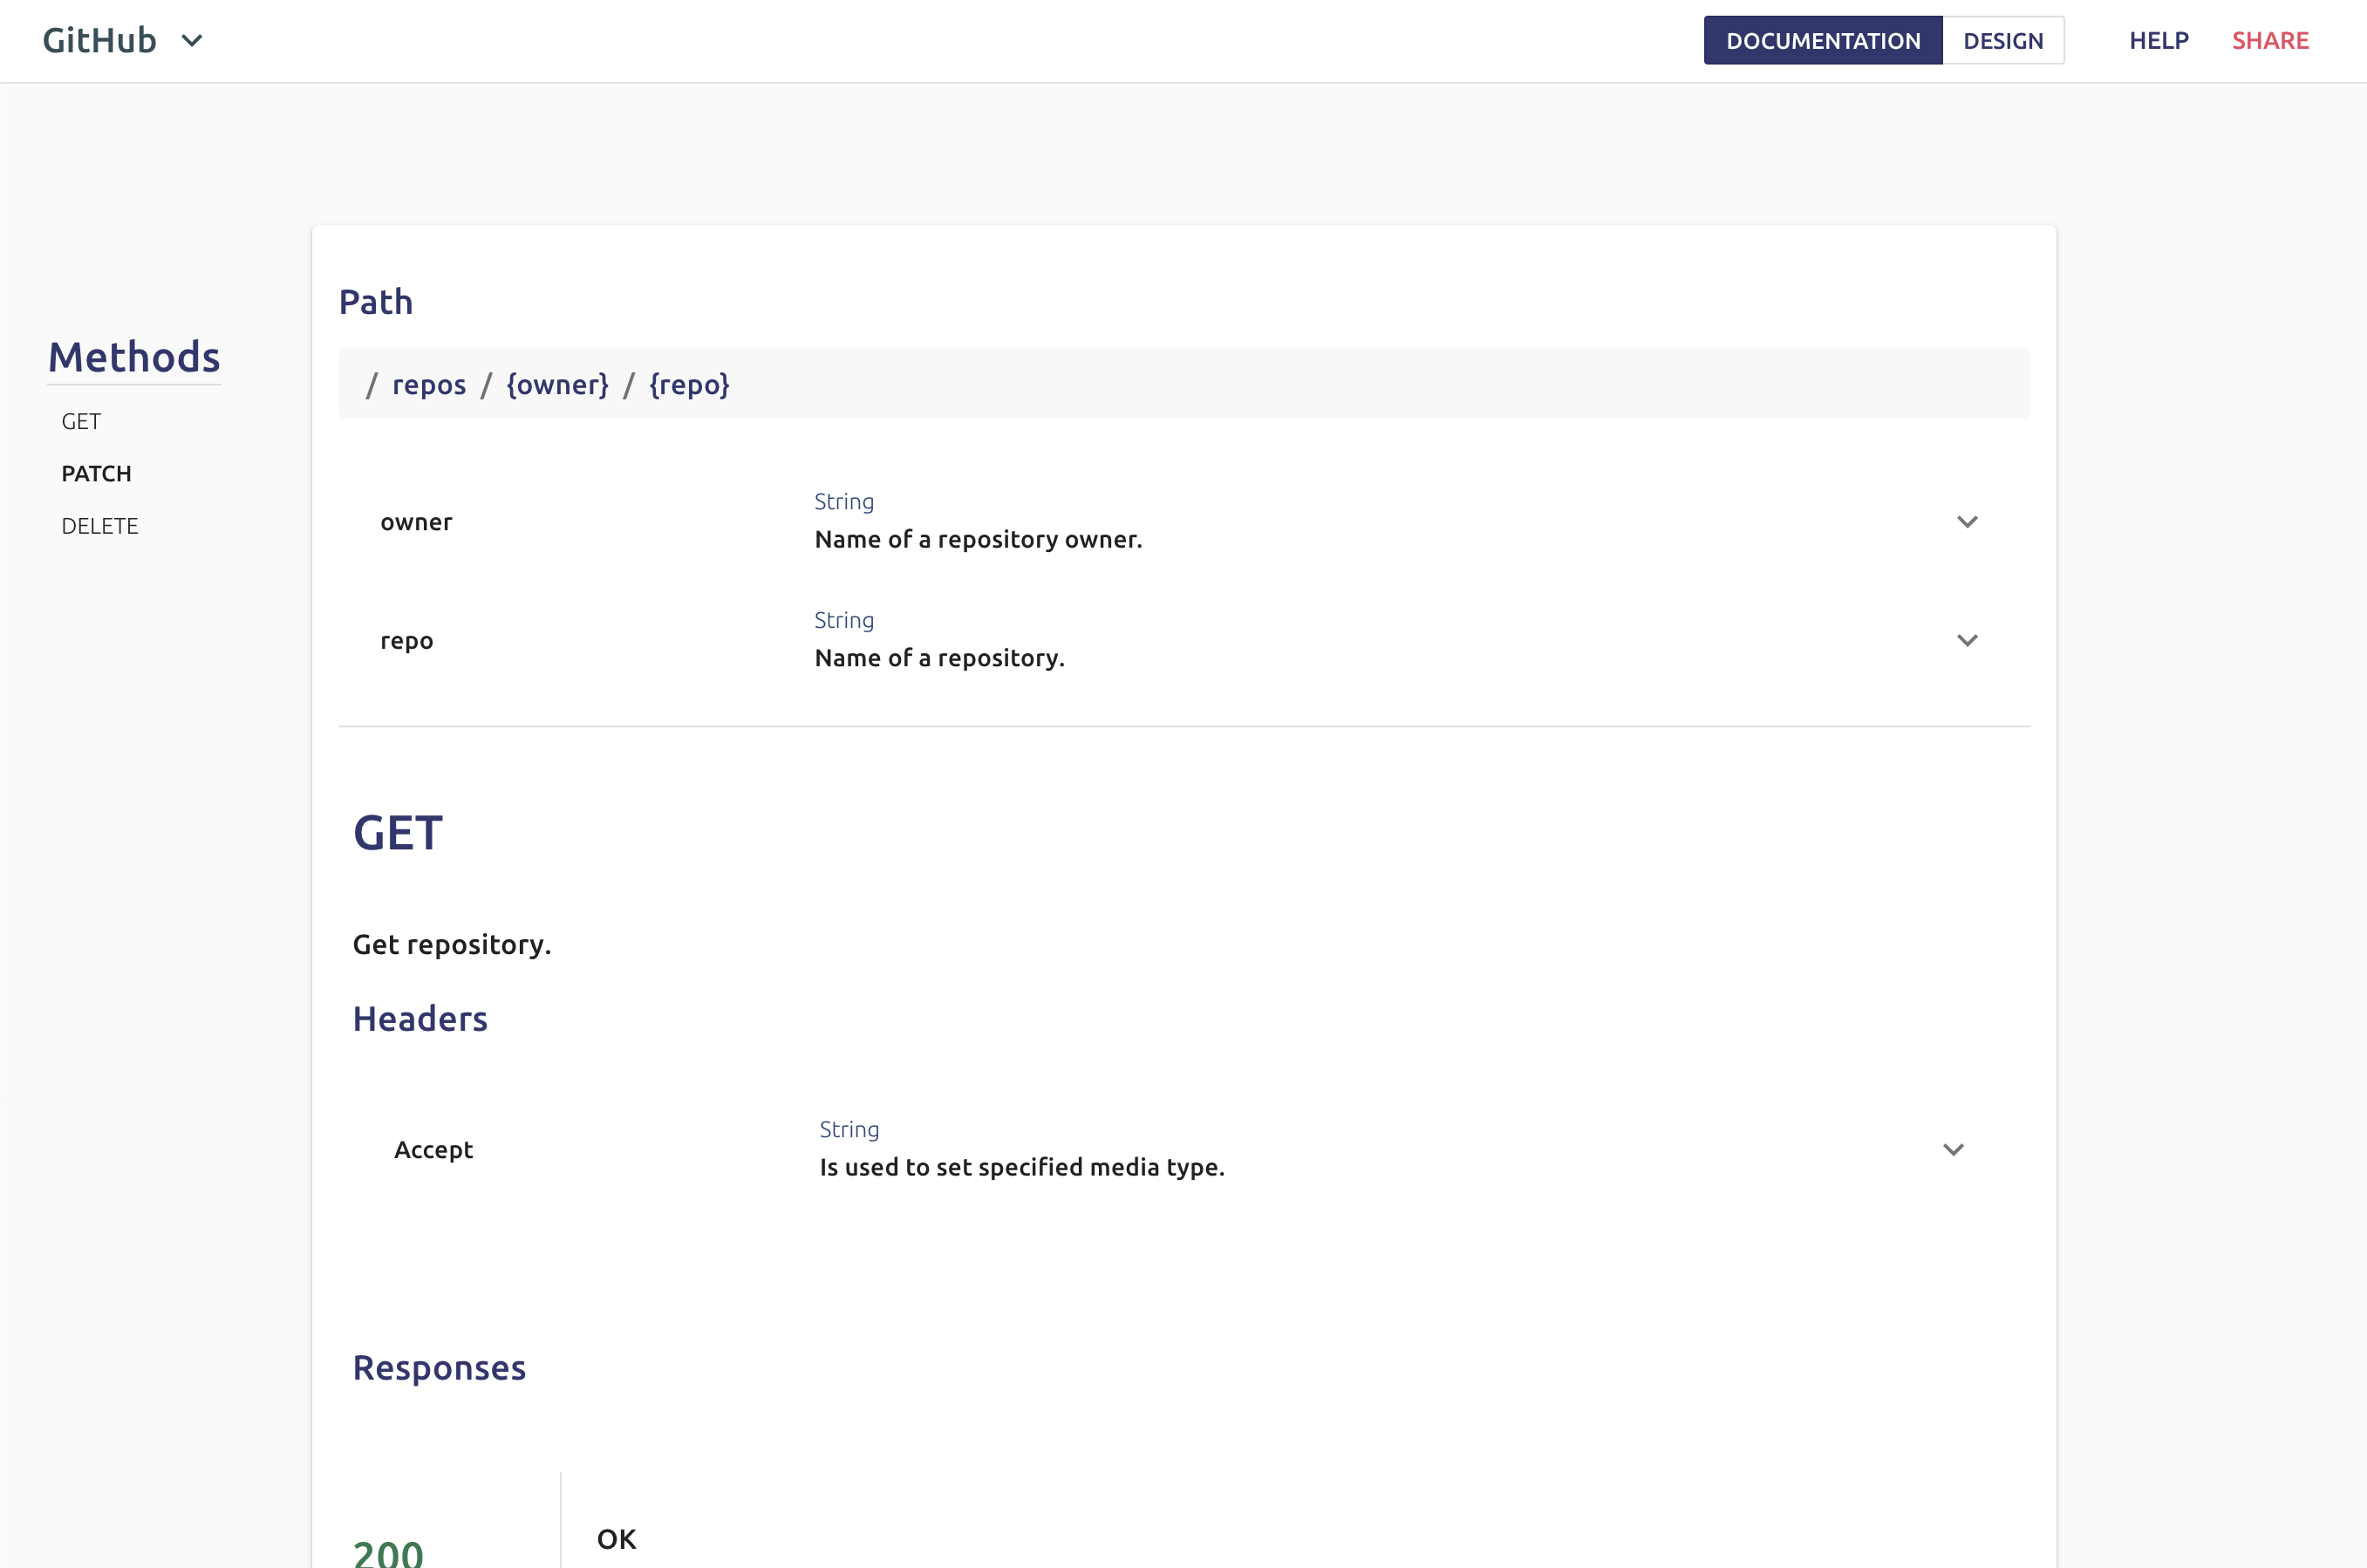 GitHub
DOCUMENTATION DESIGN HELP SHARE
Methods
GET
PATCH
DELETE
Path
/ repos / {owner} / {repo}
owner
String
Name of a repository owner.
repo
String
Name of a repository.
GET
Get repository.
Headers
Accept
String
Is used to set specified media type.
Responses
200
OK